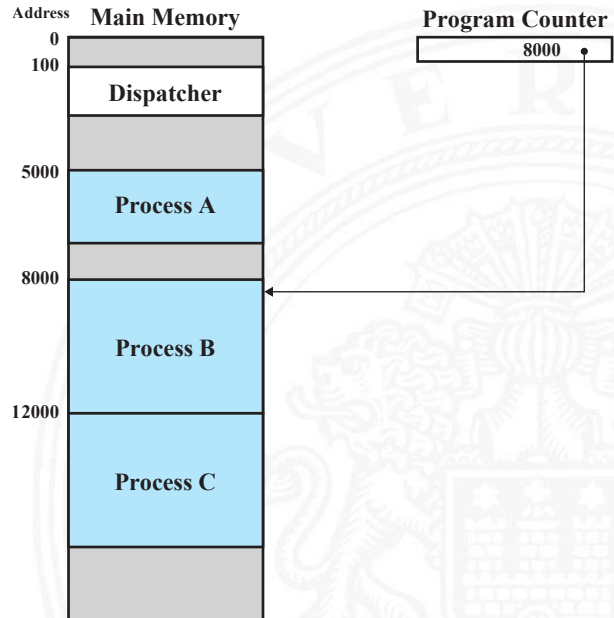 Address
Main Memory
Program Counter
0
8000
100
Dispatcher
5000
Process A
8000
Process B
12000
Process C
V E R